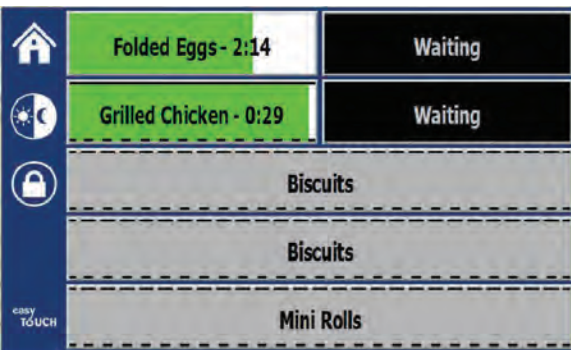 Folded Eggs - 2:14
Waiting
Grilled Chicken - 0:29
Waiting
Biscuits
Biscuits
Mini Rolls
easy
TOUCH